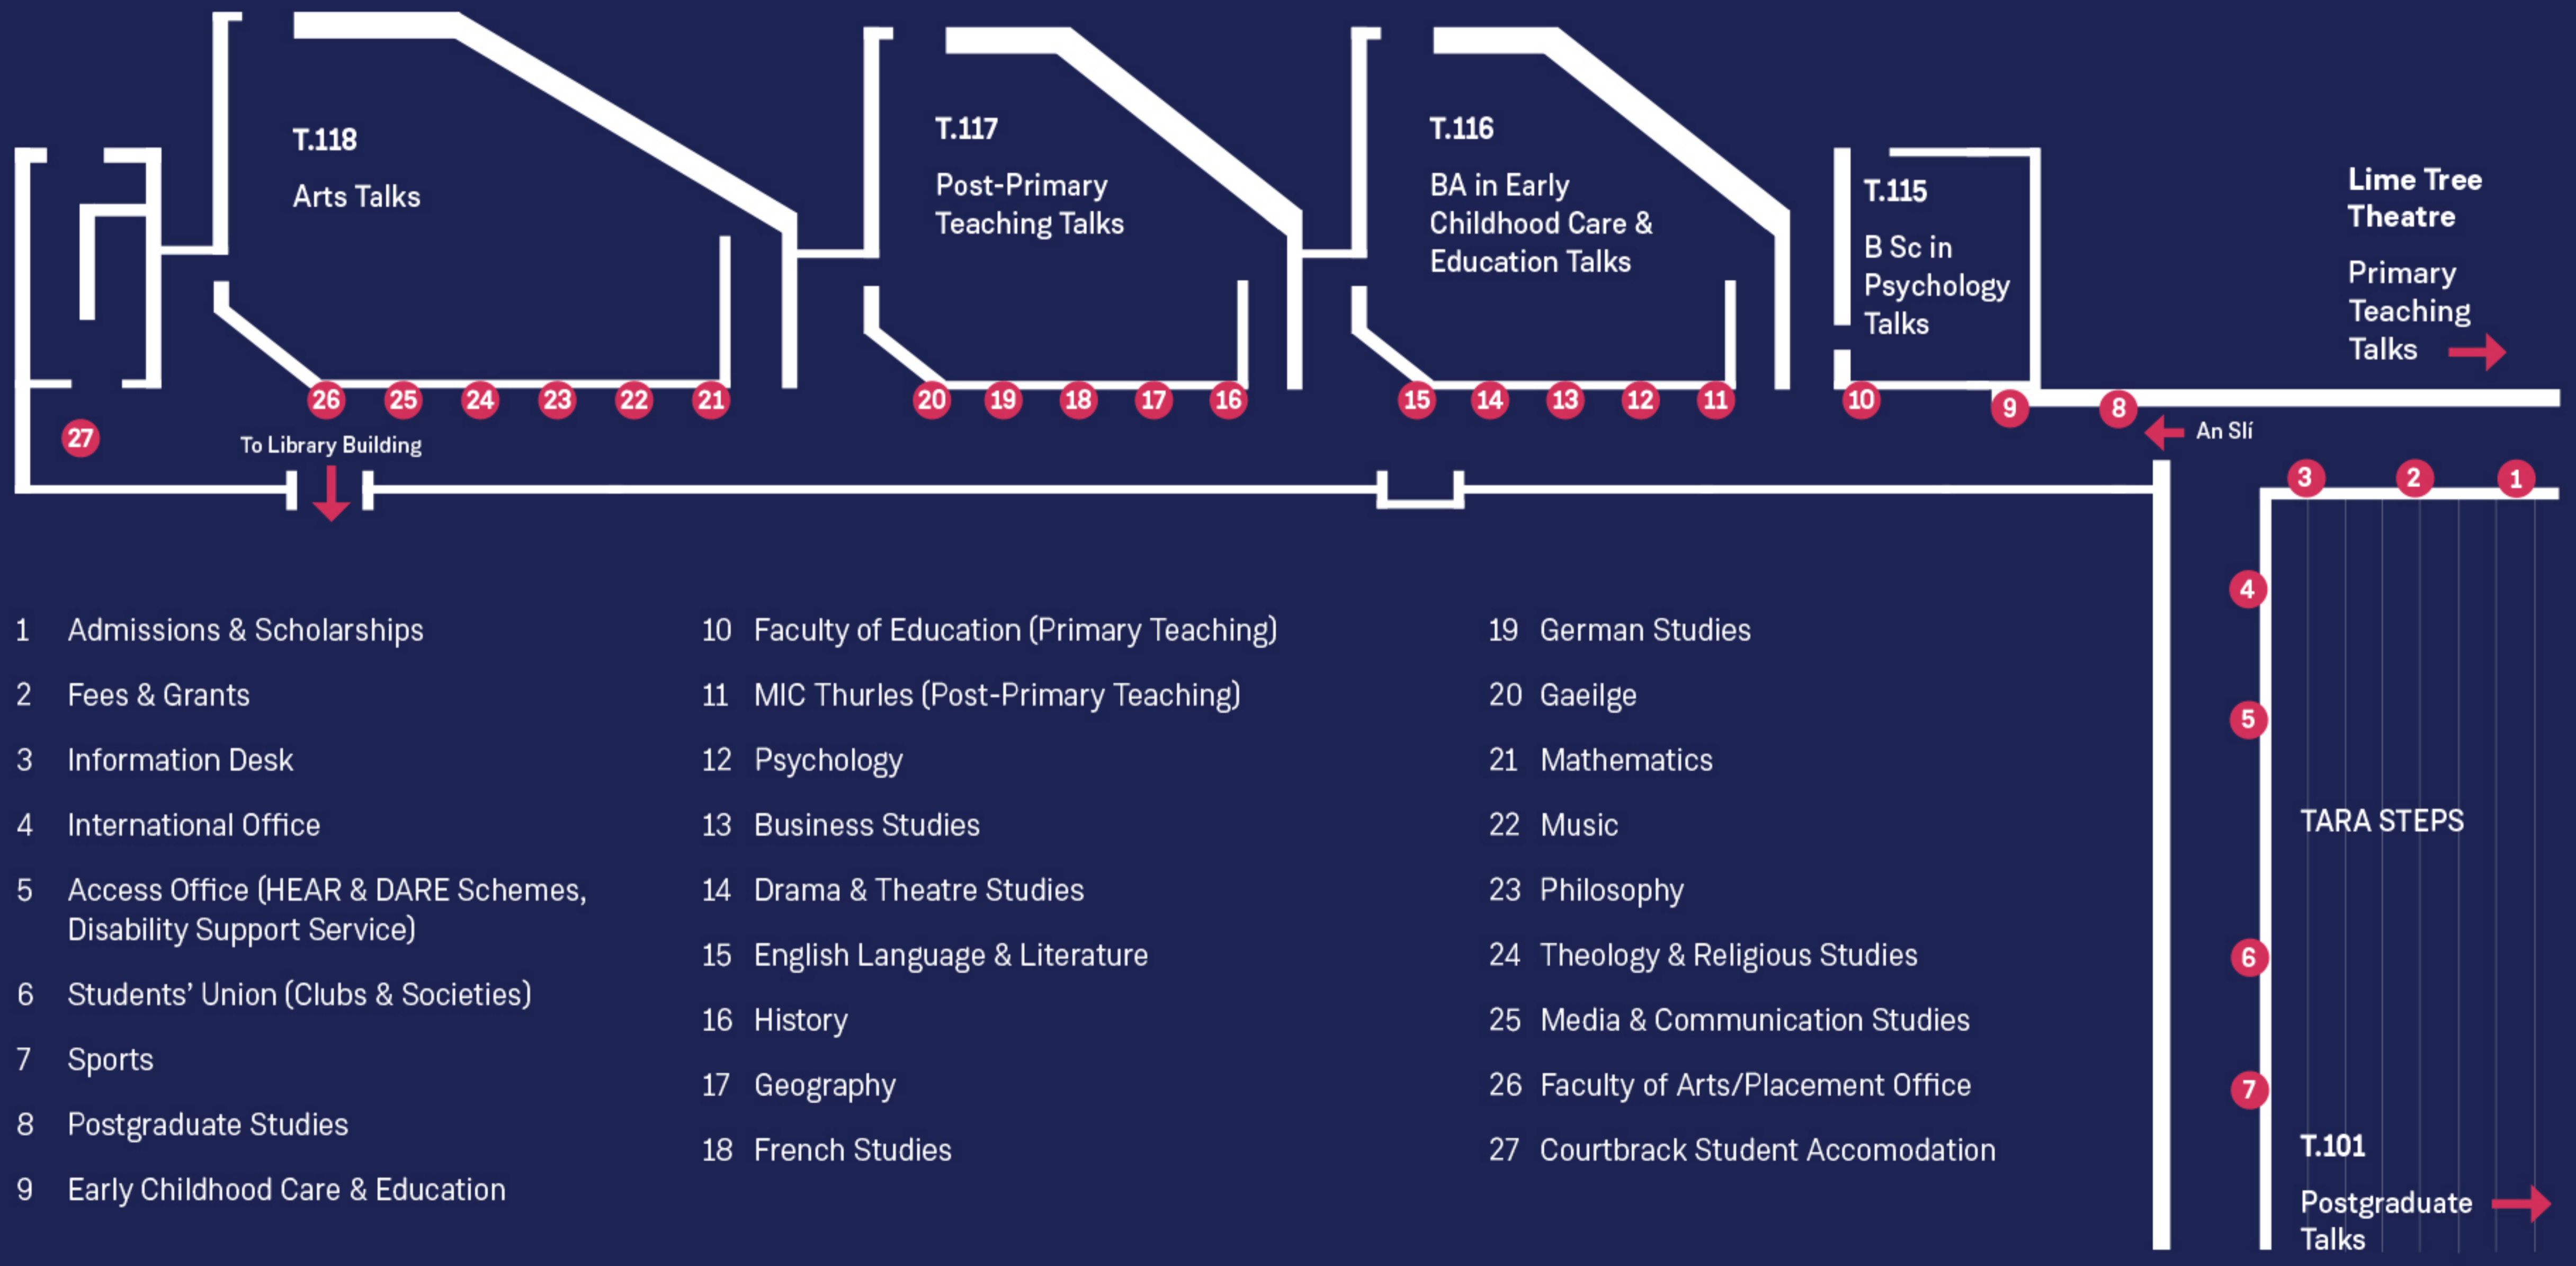 T.118
Arts Talks
T.117
Post-Primary
Teaching Talks
T.116
BA in Early
Childhood Care &
Education Talks
T.115
B Sc in
Psychology
Talks
Lime Tree
Theatre
Primary
Teaching
Talks
26
25
24
23
22
21
20
19
18
17
16
15
14
13
12
11
10
9
8
27
To Library Building
An Slí
3
2
1
4
5
6
7
TARA STEPS
T.101
Postgraduate
Talks
1 Admissions & Scholarships
2 Fees & Grants
3 Information Desk
4 International Office
5 Access Office (HEAR & DARE Schemes,
Disability Support Service)
6 Students’ Union (Clubs & Societies)
7 Sports
8 Postgraduate Studies
9 Early Childhood Care & Education
10 Faculty of Education (Primary Teaching)
11 MIC Thurles (Post-Primary Teaching)
12 Psychology
13 Business Studies
14 Drama & Theatre Studies
15 English Language & Literature
16 History
17 Geography
18 French Studies
19 German Studies
20 Gaeilge
21 Mathematics
22 Music
23 Philosophy
24 Theology & Religious Studies
25 Media & Communication Studies
26 Faculty of Arts/Placement Office
27 Courtbrack Student Accomodation